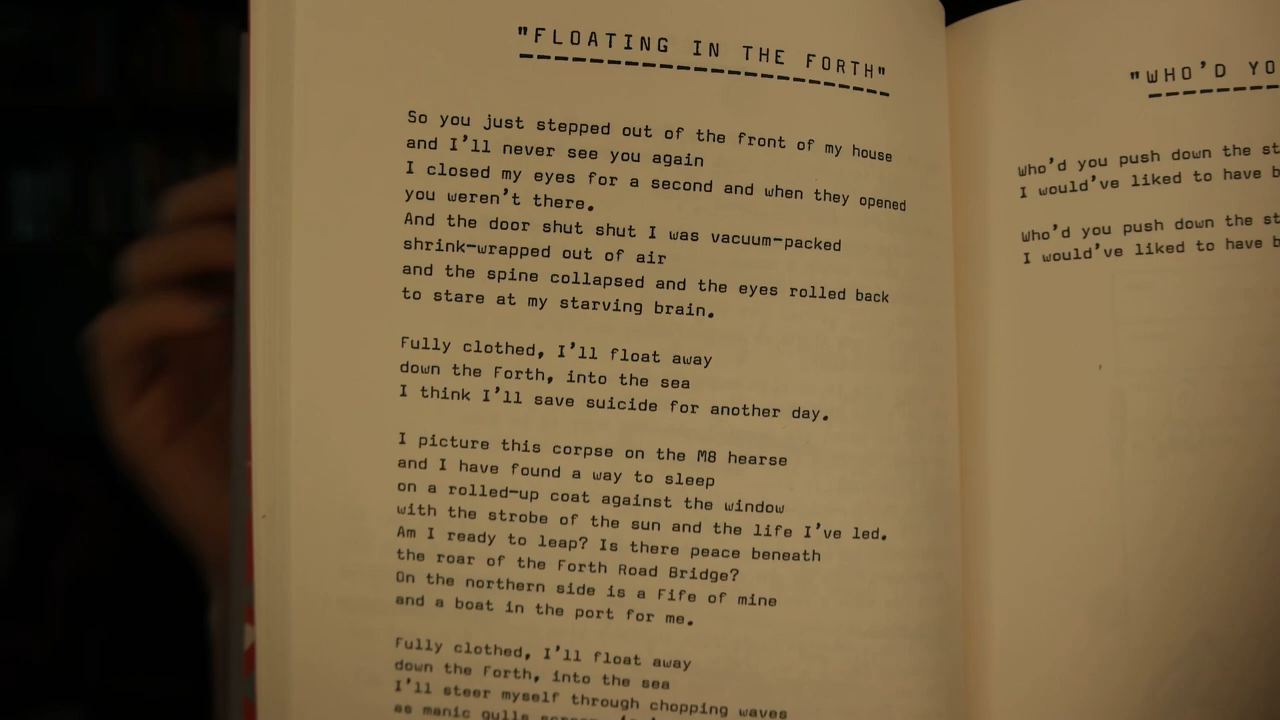 "FLOATING IN THE FORTH"
So you just stepped out of the front of my house
and I'll never see you again
I closed my eyes for a second and when they opened
you weren't there.
And the door shut shut I was vacuum-packed
shrink-wrapped out of air
and the spine collapsed and the eyes rolled back
to stare at my starving brain.
Fully clothed, I'll float away
down the Forth, into the sea
I think I'll save suicide for another day.
I picture this corpse on the M8 hearse
and I have found a way to sleep
on a rolled-up coat against the window
with the strobe of the sun and the life I've led.
Am I ready to leap? Is there peace beneath
the roar of the Forth Road Bridge?
On the northern side is a Fife of mine
and a boat in the port for me.
Fully clothed, I'll float away
down the Forth, into the sea
I'll steer myself through chopping waves
as manic gulls
"WHO'D YO
Who'd you push down the st
I would've liked to have b
Who'd you push down the st
I would've liked to have b